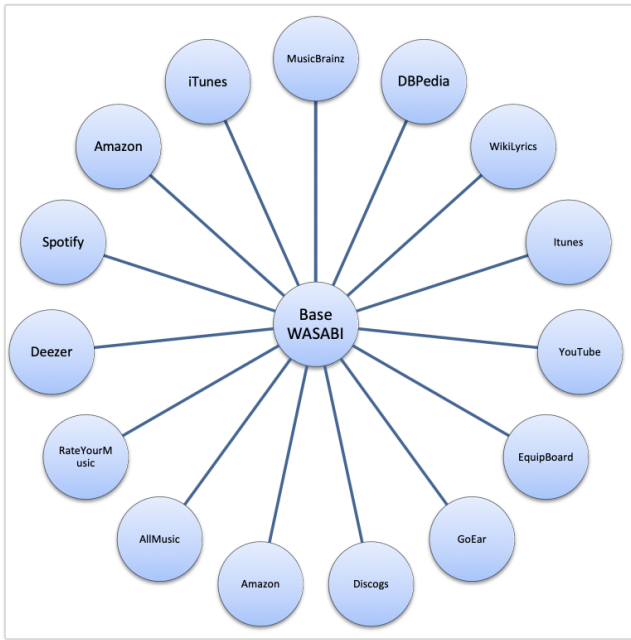 MusicBrainz
DBPedia
WikiLyrics
Itunes
YouTube
EquipBoard
GoEar
Discogs
Amazon
AllMusic
RateYourM
usic
Deezer
Spotify
Amazon
iTunes
Base
WASABI